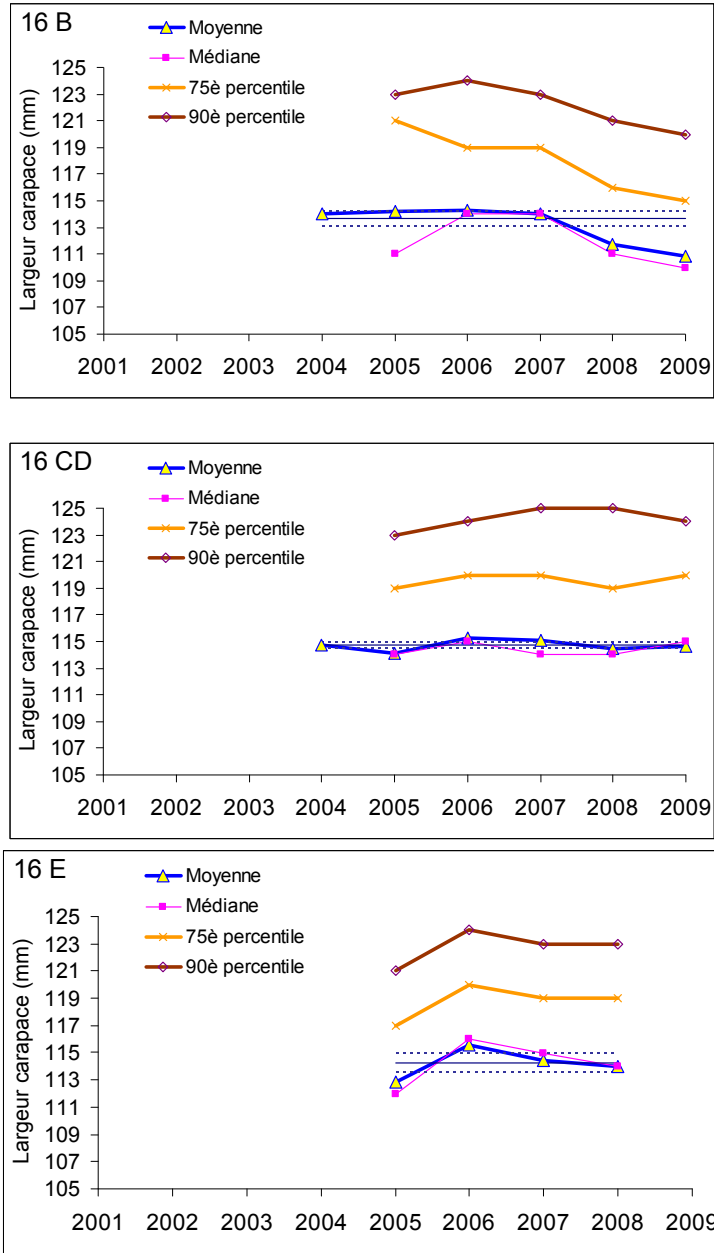 16 B
Moyenne
Médiane
75è percentile
90è percentile
Largeur carapace (mm)
125
123
121
119
117
115
113
111
109
107
105
2001 2002 2003 2004 2005 2006 2007 2008 2009
16 CD
Moyenne
Médiane
75è percentile
90è percentile
Largeur carapace (mm)
125
123
121
119
117
115
113
111
109
107
105
2001 2002 2003 2004 2005 2006 2007 2008 2009
16 E
Moyenne
Médiane
75è percentile
90è percentile
Largeur carapace (mm)
125
123
121
119
117
115
113
111
109
107
105
2001 2002 2003 2004 2005 2006 2007 2008 2009